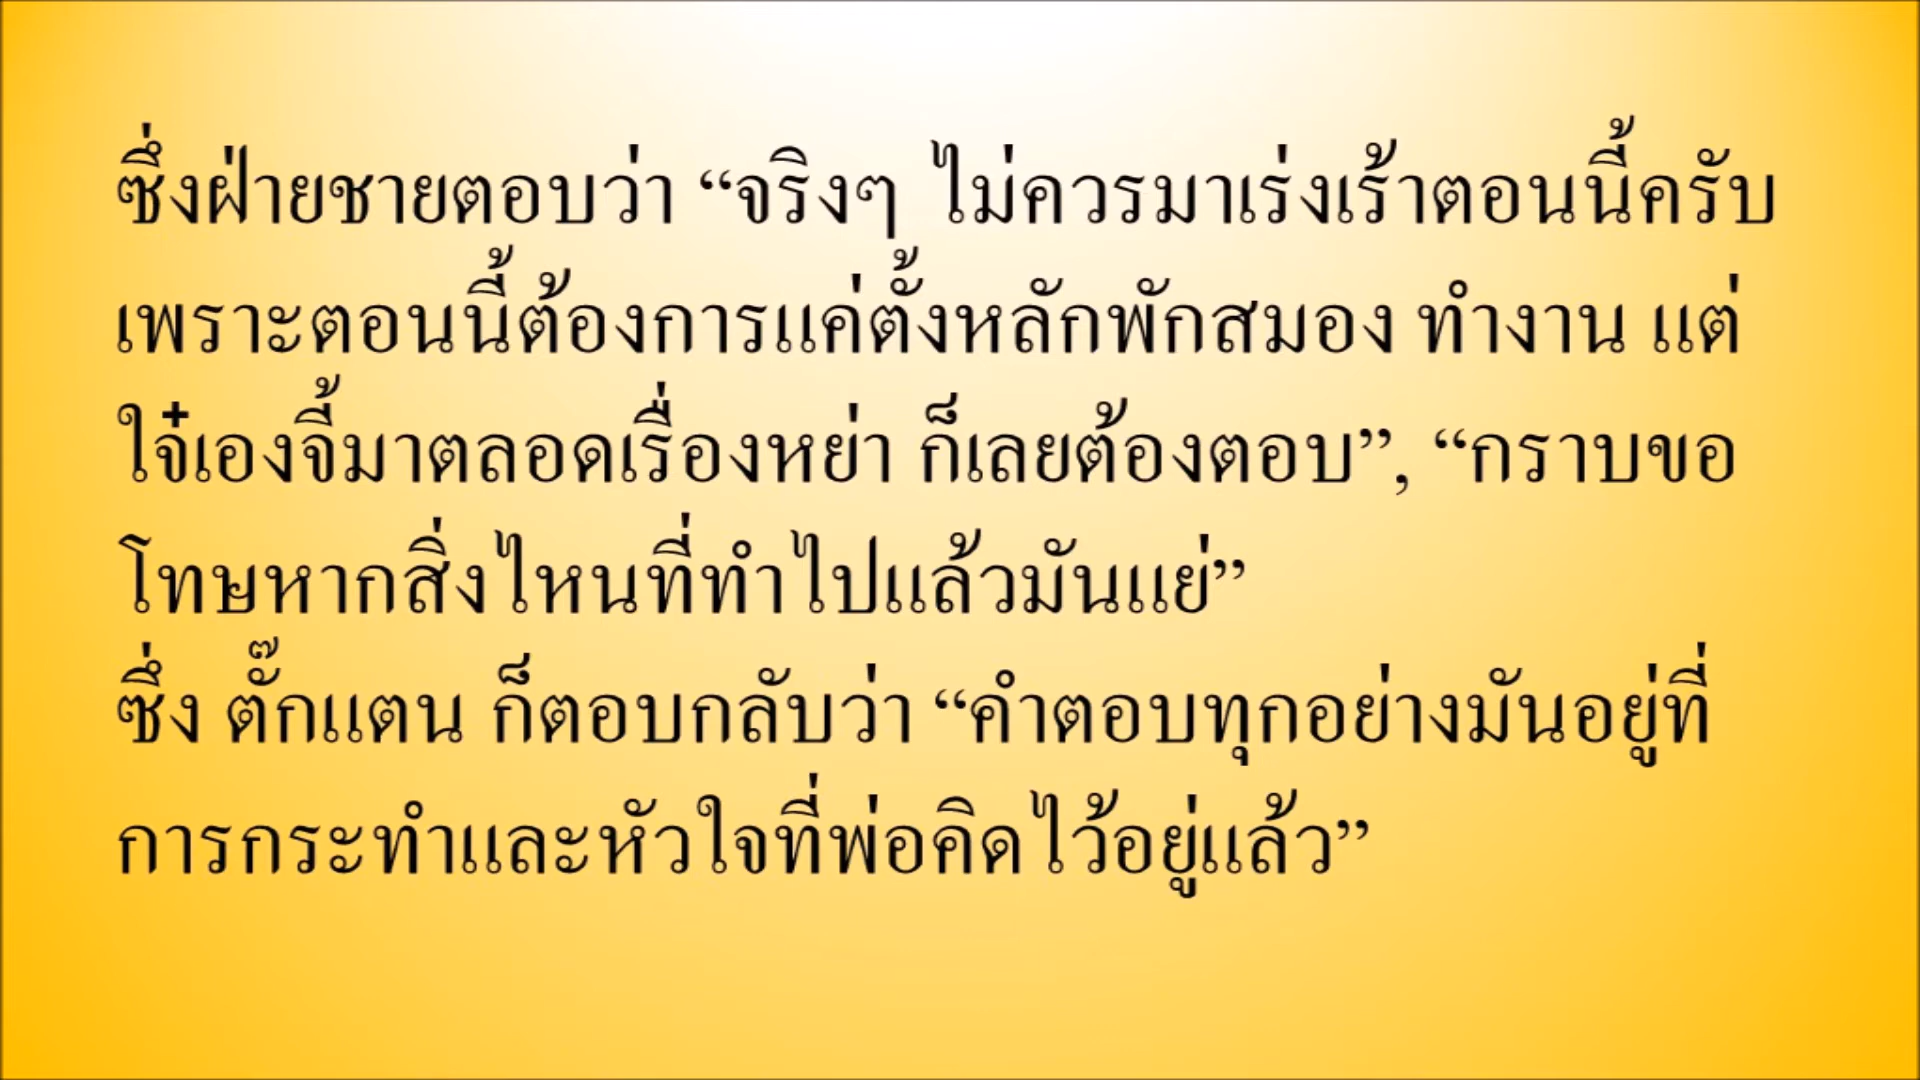 ซึ่งฝ่ายชายตอบว่า “จริงๆ ไม่ควรมาเร่งเร้าตอนนี้ครับ
เพราะตอนนี้ต้องการแค่ตั้งหลักพักสมอง ทำงาน แต่
ใจ๋เองจี้มาตลอดเรื่องหย่า ก็เลยต้องตอบ”, “กราบขอ
โทษหากสิ่งไหนที่ทำไปแล้วมันแย่”
ซึ่ง ตั๊กแตน ก็ตอบกลับว่า “คำตอบทุกอย่างมันอยู่ที่
การกระทำและหัวใจที่พ่อคิดไว้อยู่แล้ว”